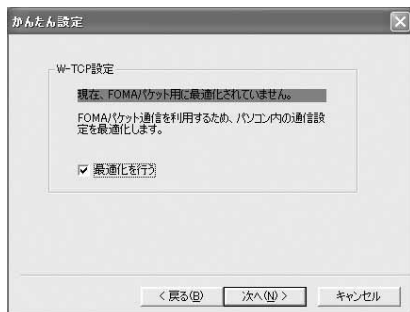 かんたん設定
W-TCP設定
現在、FOMAパケット用に最適化されていません。
FOMAパケット通信を利用するため、パソコン内の通信設
定を最適化します。
最適化を行う
< 戻る(B)
次へ(N) >
キャンセル